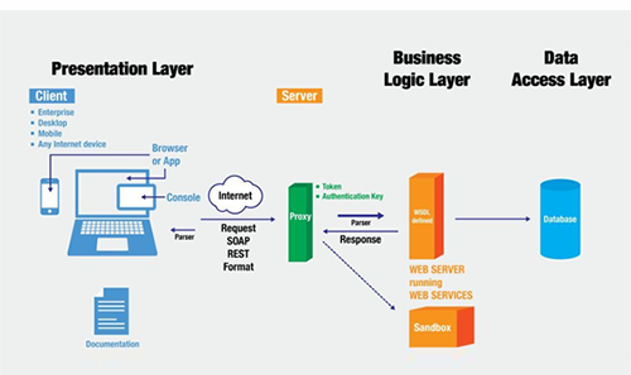 Presentation Layer
Business
Logic Layer
Data
Access Layer
Client
Enterprise
Desktop
Mobile
Any Internet device
Server
Browser
or App
Console
Internet
Token
Authentication Key
Proxy
Parser
Request
SOAP
REST
Format
Parser
Response
WSDL
defined
Database
WEB SERVER
running
WEB SERVICES
Sandbox
Documentation